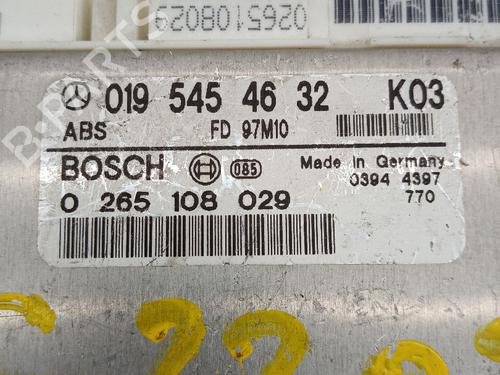 0265108029
019 545 46 32 K03
ABS FD 97M10
BOSCH 085 Made in Germany
0 265 108 029 0394 4397
770
B-PARTS